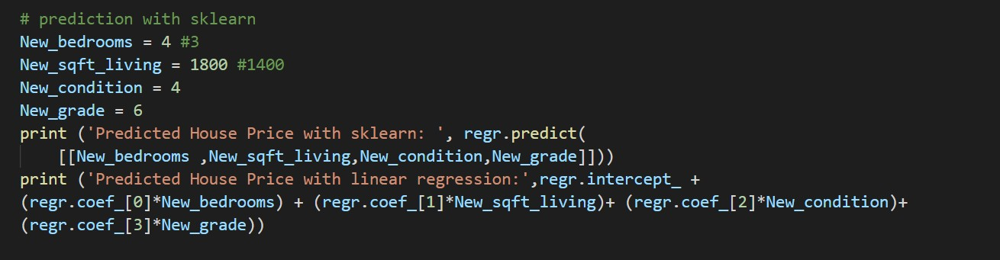 # prediction with sklearn
New_bedrooms = 4 #3
New_sqft_living = 1800 #1400
New_condition = 4
New_grade = 6
print ('Predicted House Price with sklearn: ', regr.predict(
    [[New_bedrooms ,New_sqft_living,New_condition,New_grade]]))
print ('Predicted House Price with linear regression:',regr.intercept_ +
(regr.coef_[0]*New_bedrooms) + (regr.coef_[1]*New_sqft_living)+ (regr.coef_[2]*New_condition)+
(regr.coef_[3]*New_grade))